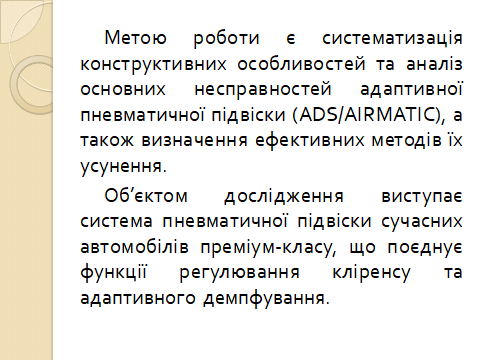 Метою роботи є систематизація
конструктивних особливостей та аналіз
основних несправностей адаптивної
пневматичної підвіски (ADS/AIRMATIC), а
також визначення ефективних методів їх
усунення.
Об’єктом дослідження виступає
система пневматичної підвіски сучасних
автомобілів преміум-класу, що поєднує
функції регулювання кліренсу та
адаптивного демпфування.